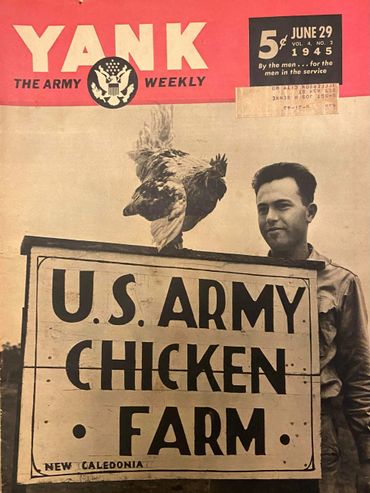 YANK
THE ARMY WEEKLY
5¢ JUNE 29
VOL. 4, NO. 2
1945
By the men . . . for the
men in the service
U.S. ARMY
CHICKEN
• FARM •
NEW CALEDONIA